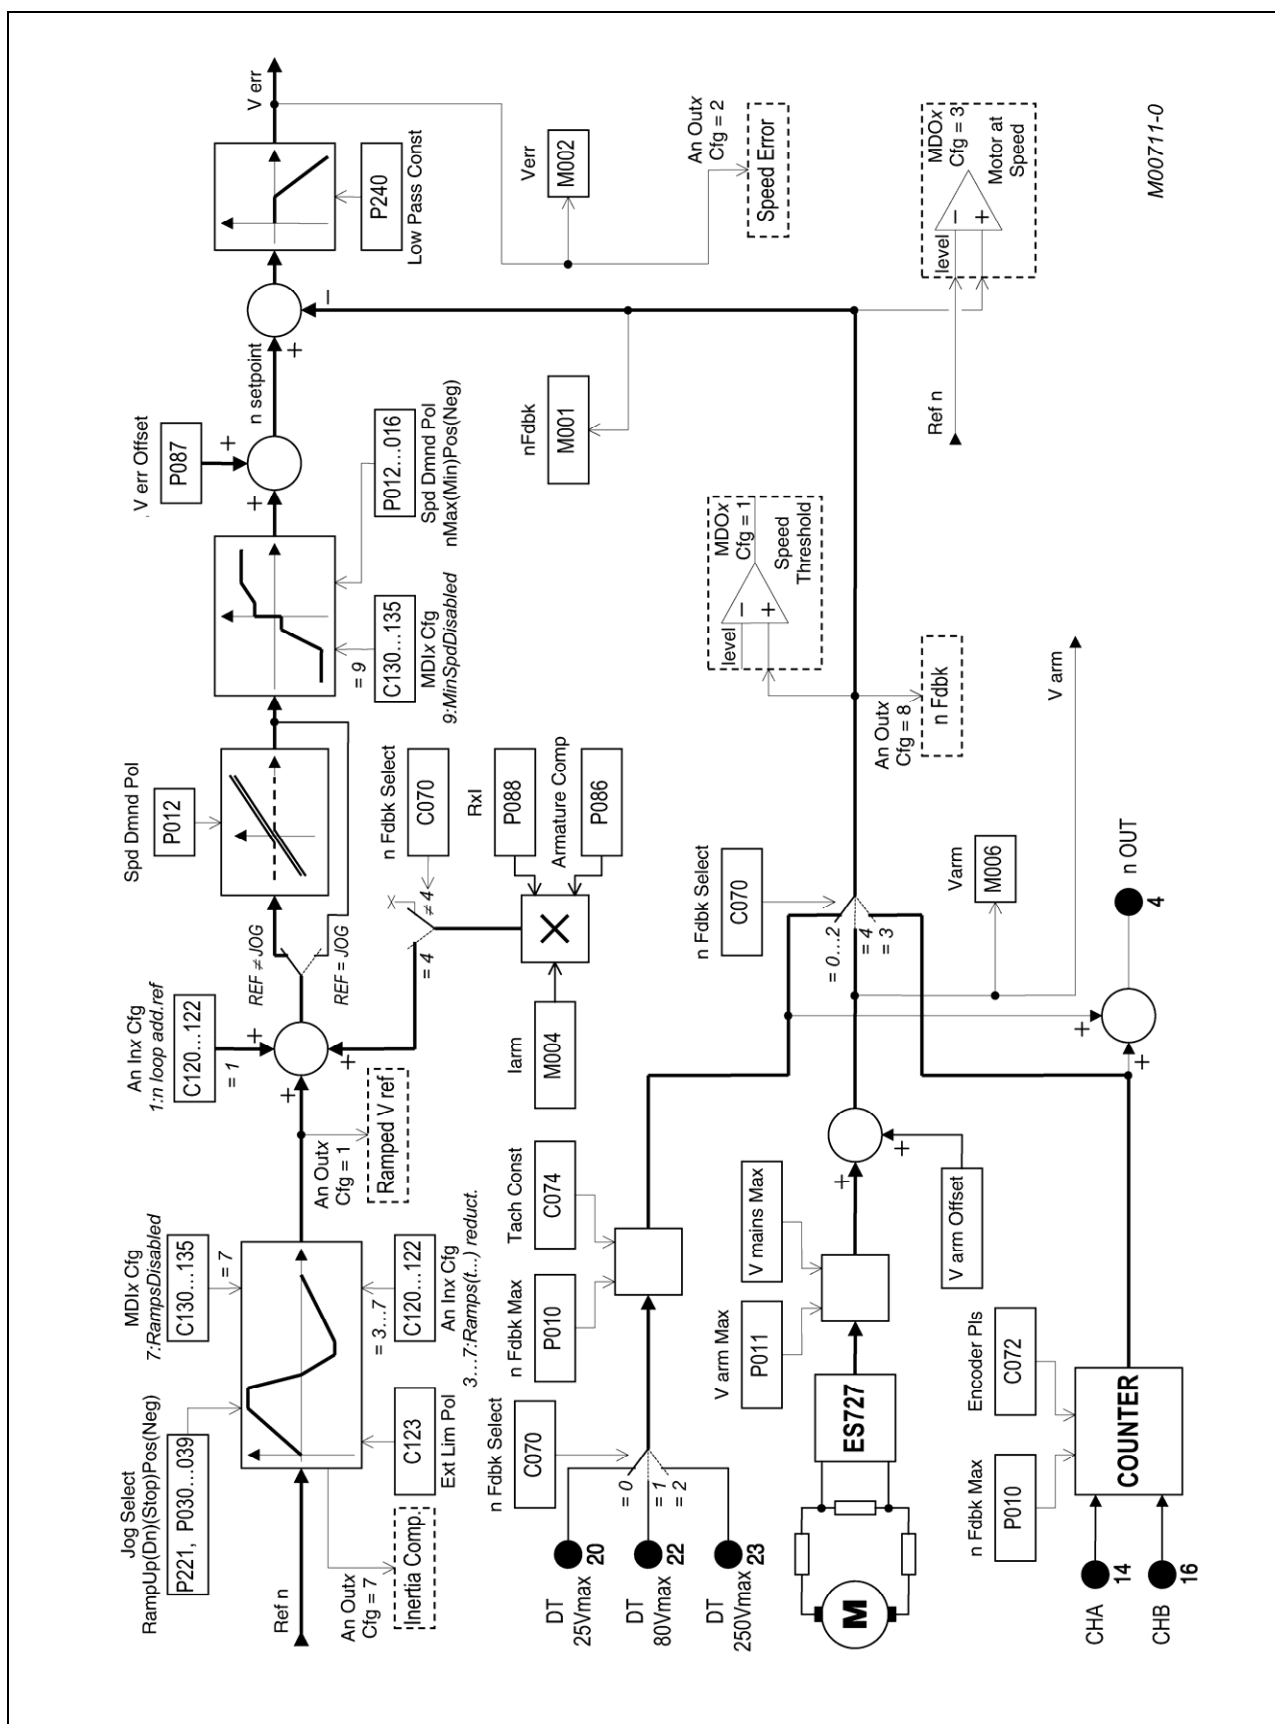 Jog Select
RampUp(Dn)(Stop)Pos(Neg)
P221, P030...039
MDIx Cfg
7:RampsDisabled
C130...135
= 7
Ref n
An Outx
Cfg = 7
Inertia Comp.
C123
Ext Lim Pol
= 3...7
C120...122
An Inx Cfg
3...7:Ramps(t...) reduct.
An Outx
Cfg = 1
Ramped V ref
An Inx Cfg
1:n loop add.ref
C120...122
= 1
+
+
+
REF ≠ JOG
REF = JOG
Spd Dmnd Pol
P012
= 9
C130...135
MDIx Cfg
9:MinSpdDisabled
P012...016
Spd Dmnd Pol
nMax(Min)Pos(Neg)
V err Offset
P087
+
+
n setpoint
+
−
P240
Low Pass Const
V err
Verr
M002
An Outx
Cfg = 2
Speed Error
n Fdbk Select
C070
≠ 4
= 4
RxI
P088
Armature Comp
P086
Iarm
M004
nFdbk
M001
n Fdbk Select
C070
= 0
= 1
= 2
DT
25Vmax
20
DT
80Vmax
22
DT
250Vmax
23
n Fdbk Max
P010
Tach Const
C074
n Fdbk Select
C070
= 0...2
= 4
= 3
MDOx
Cfg = 1
level
−
+
Speed
Threshold
An Outx
Cfg = 8
n Fdbk
Ref n
MDOx
Cfg = 3
level
−
+
Motor at
Speed
M
ES727
V arm Max
P011
V mains Max
+
+
V arm Offset
Varm
M006
V arm
CHA
14
CHB
16
COUNTER
n Fdbk Max
P010
Encoder Pls
C072
+
+
4
n OUT
M00711-0